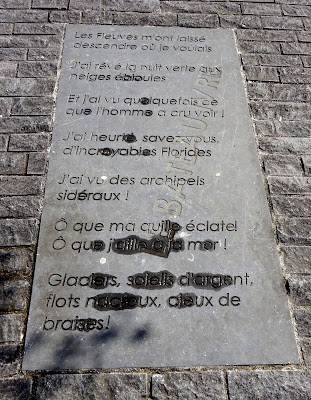 Les Fleuves m'ont laissé
descendre où je voulais
J'ai rêvé la nuit verte aux
neiges éblouies
Et j'ai vu quelquefois ce
que l'homme a cru voir !
J'ai heurté, savez-vous,
d'incroyables Florides
J'ai vu des archipels
sidéraux !
Ô que ma quille éclate!
Ô que j'aille à la mer !
Glaciers, soleils d'argent,
flots nacreux, cieux de
braises!